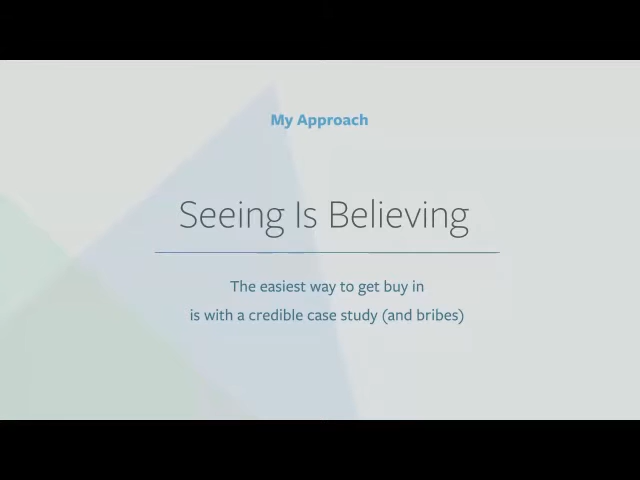 My Approach
Seeing Is Believing
The easiest way to get buy in
is with a credible case study (and bribes)